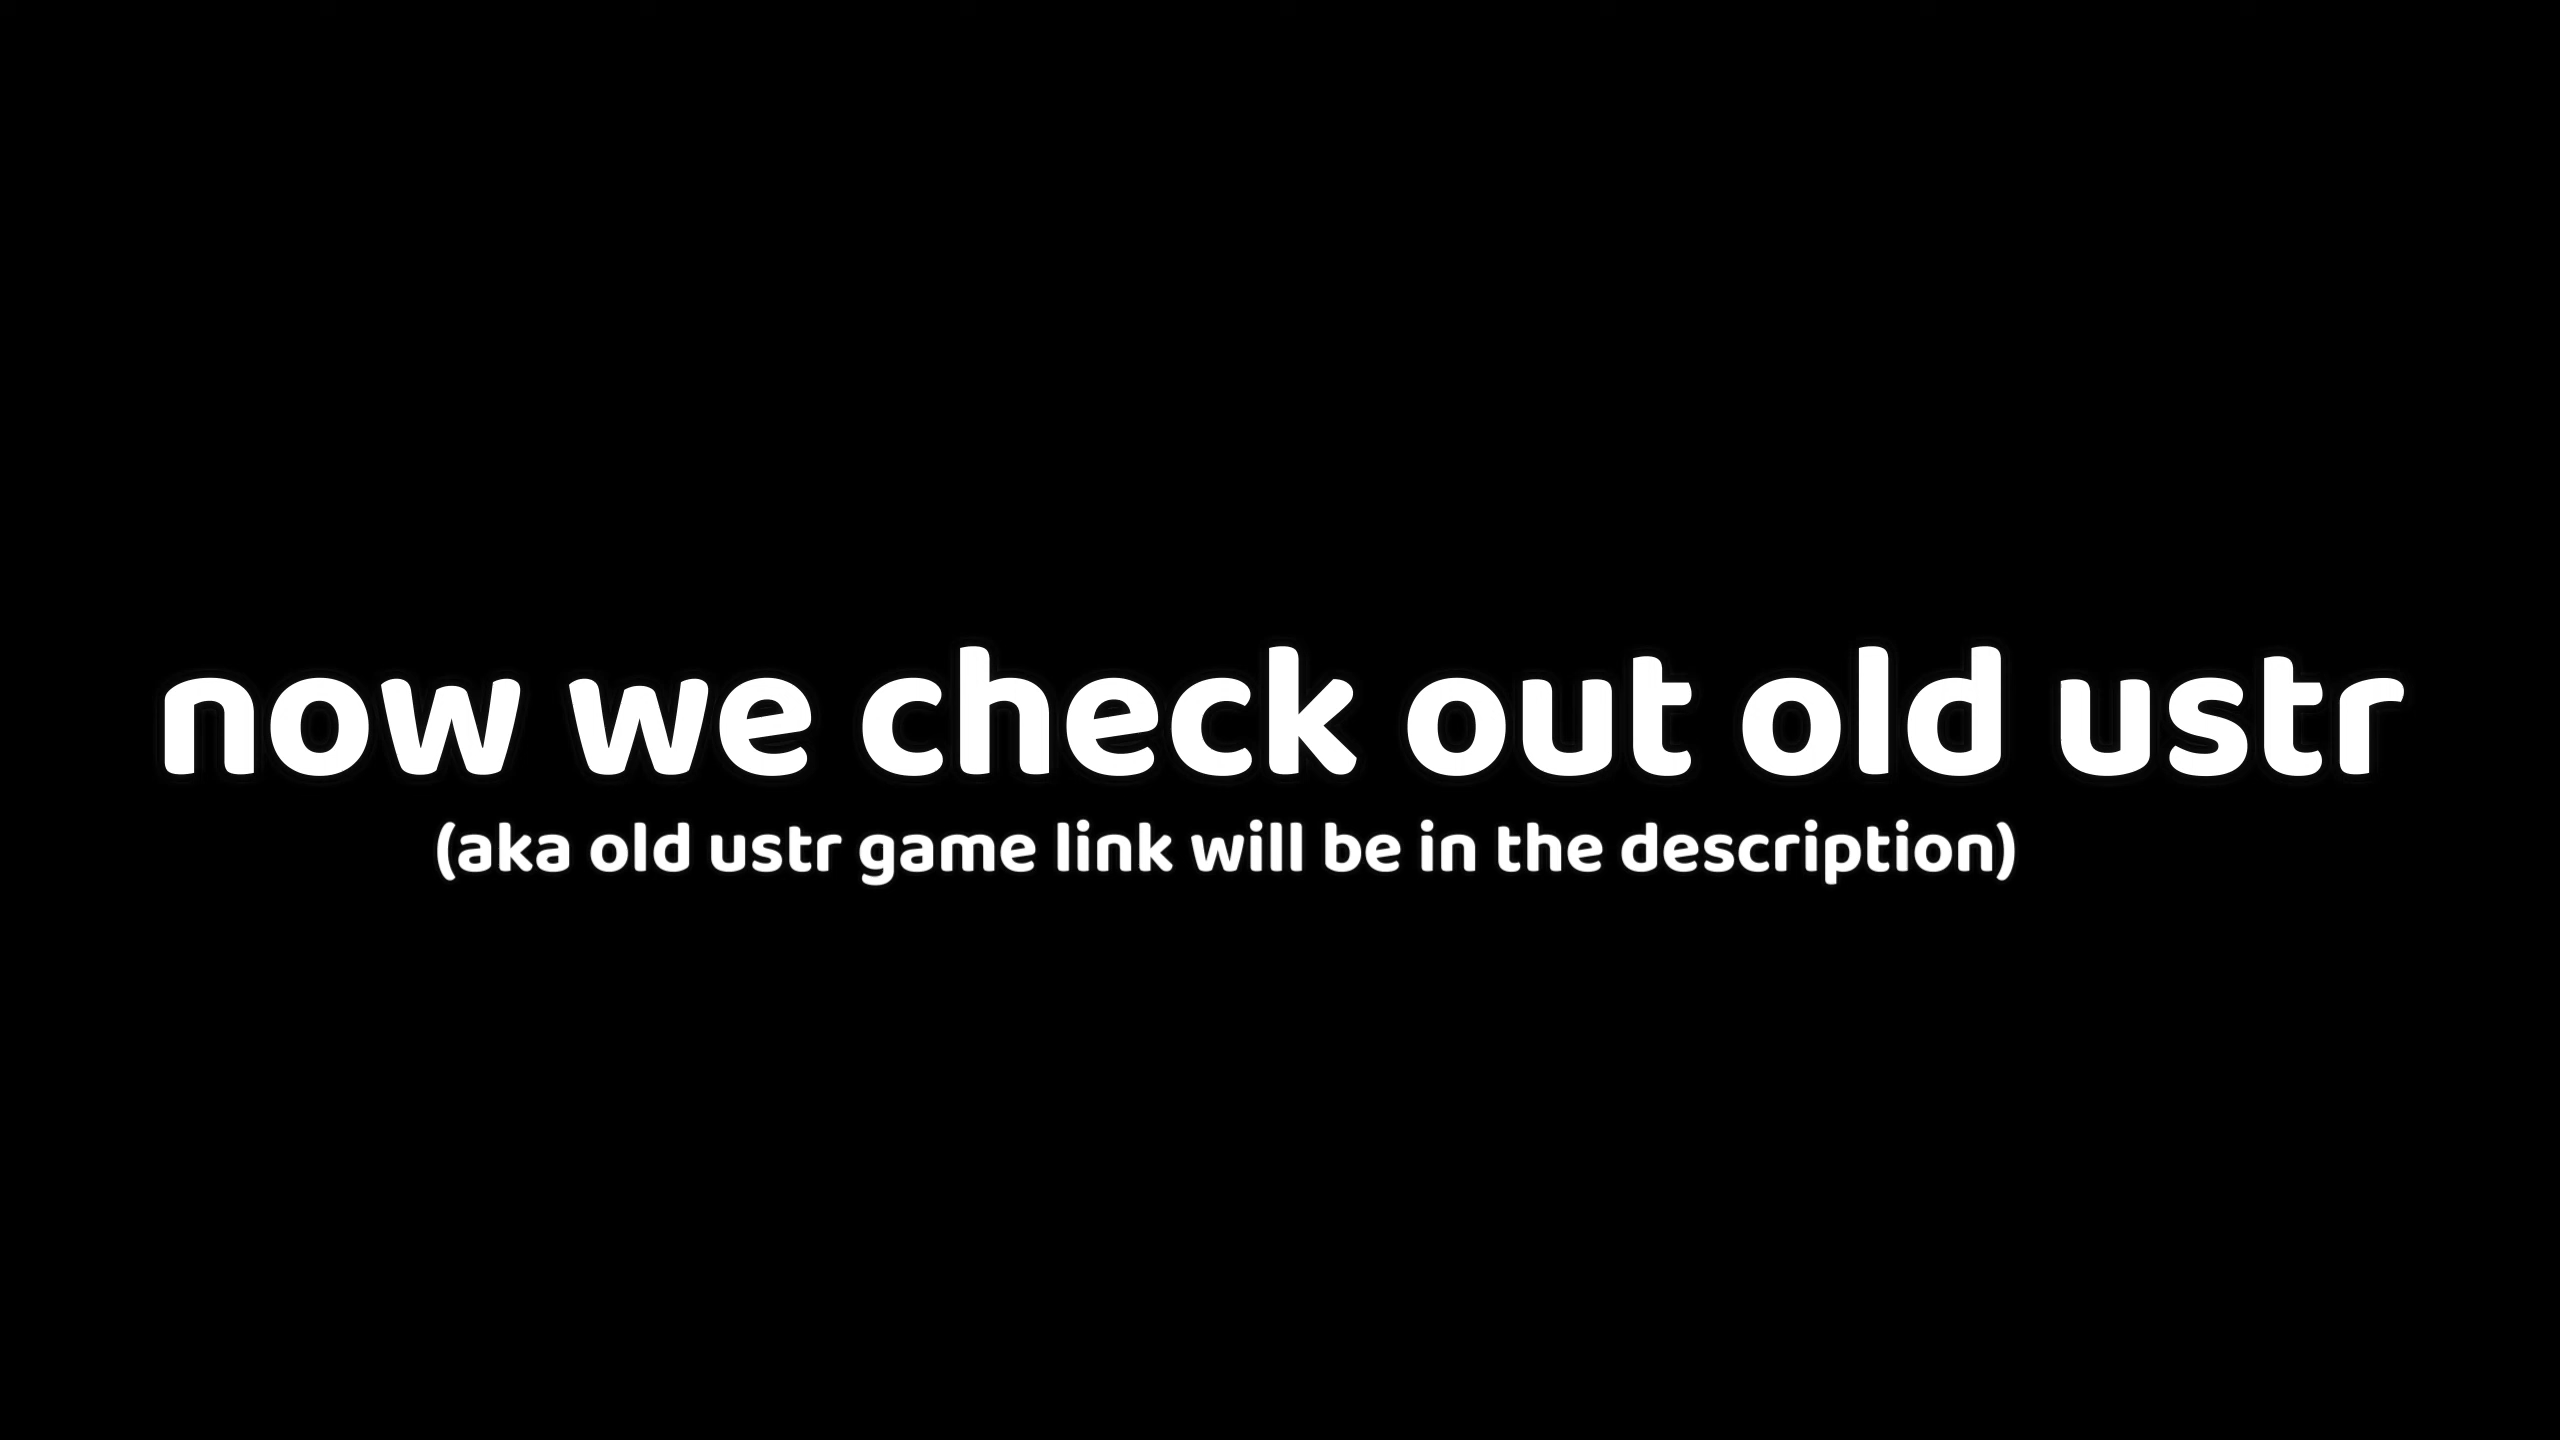 now we check out old ustr
(aka old ustr game link will be in the description)